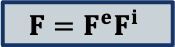 𝐅 = 𝐅ᵉ𝐅ⁱ